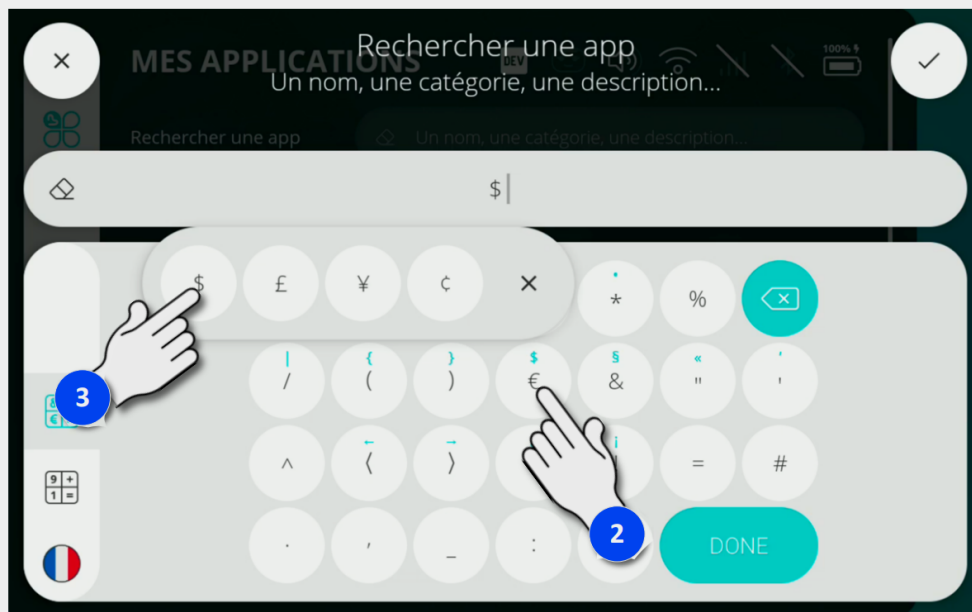 Rechercher une app
Un nom, une catégorie, une description...
MES APPLICATIONS
DEV
100%
Rechercher une app
Un nom, une catégorie, une description...
$
$ £ ¥ ¢ ×
• * %
| { } $ § « ‘
/ ( ) € & " '
3
← → ¡
^ ⟨ ⟩ = #
9 +
1 =
. , _ : DONE
2